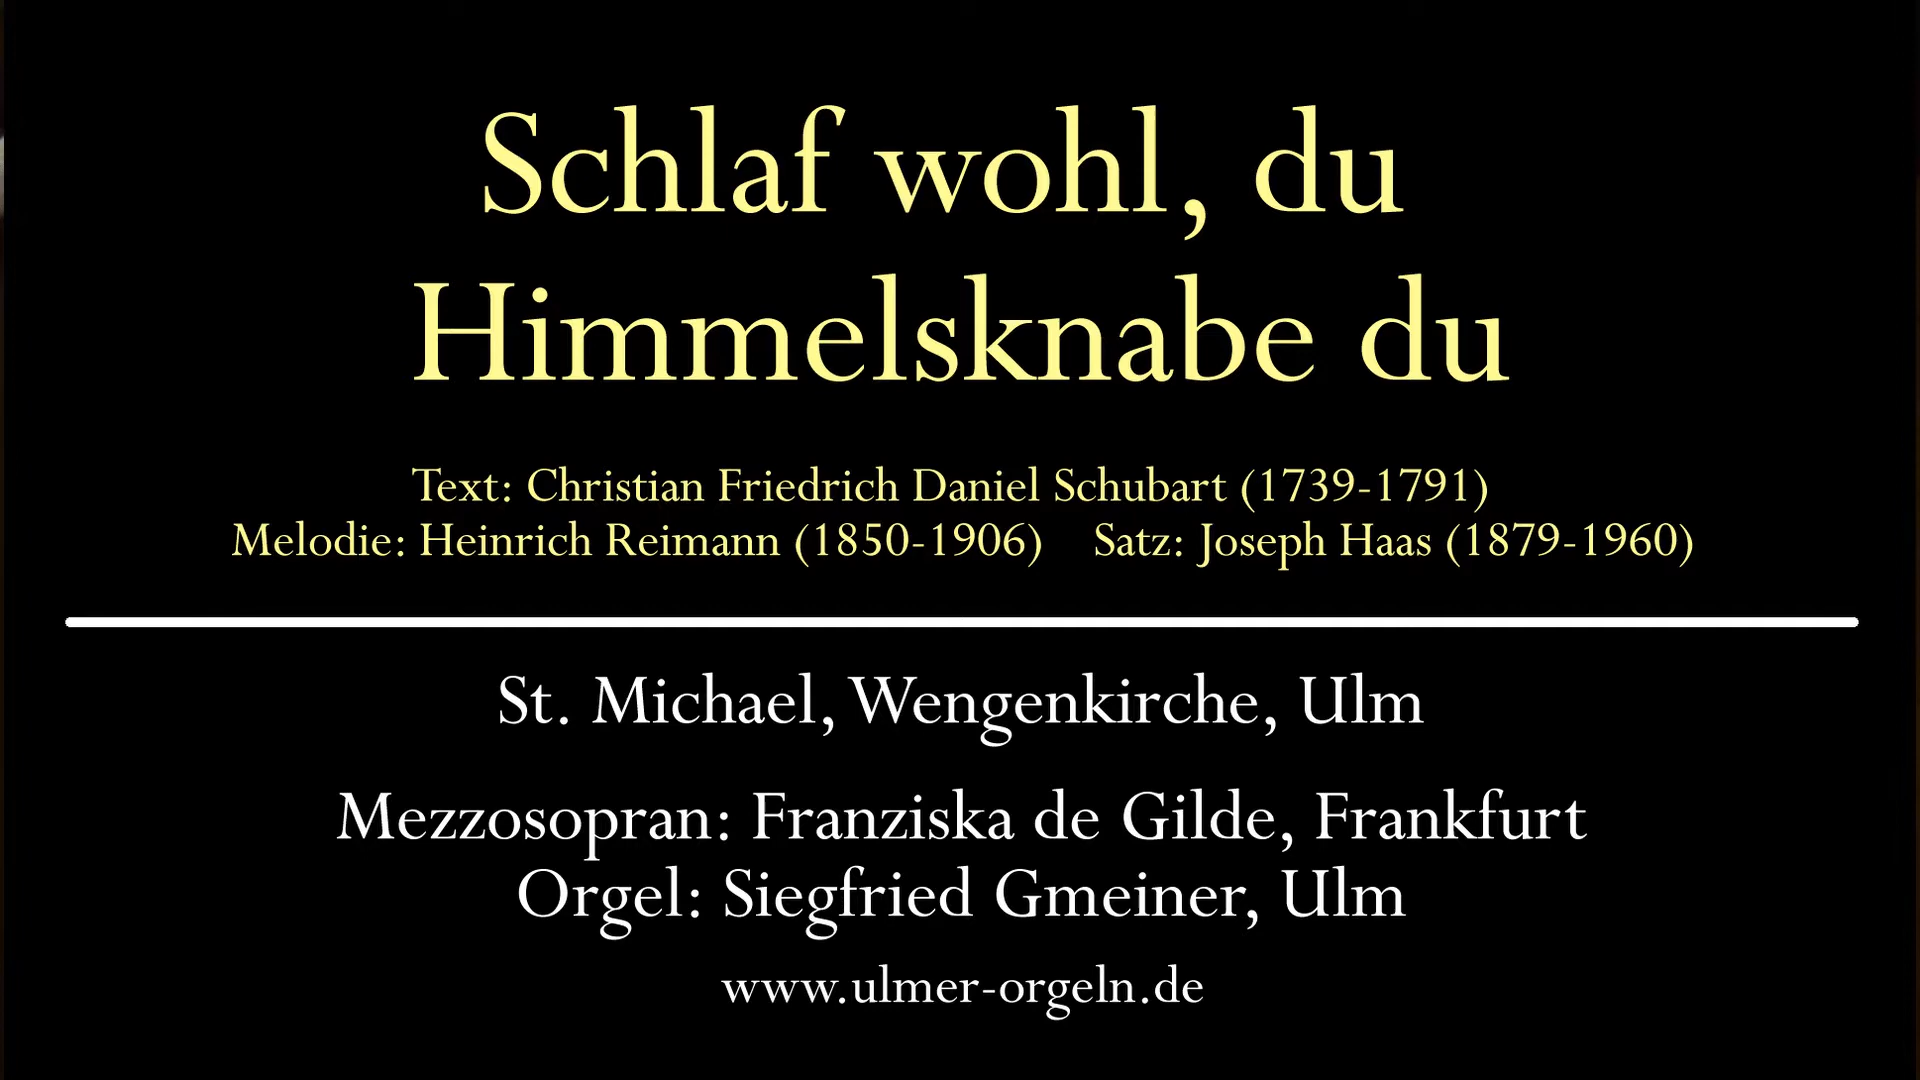 Schlaf wohl, du
Himmelsknabe du
Text: Christian Friedrich Daniel Schubart (1739-1791)
Melodie: Heinrich Reimann (1850-1906) Satz: Joseph Haas (1879-1960)
St. Michael, Wengenkirche, Ulm
Mezzosopran: Franziska de Gilde, Frankfurt
Orgel: Siegfried Gmeiner, Ulm
www.ulmer-orgeln.de